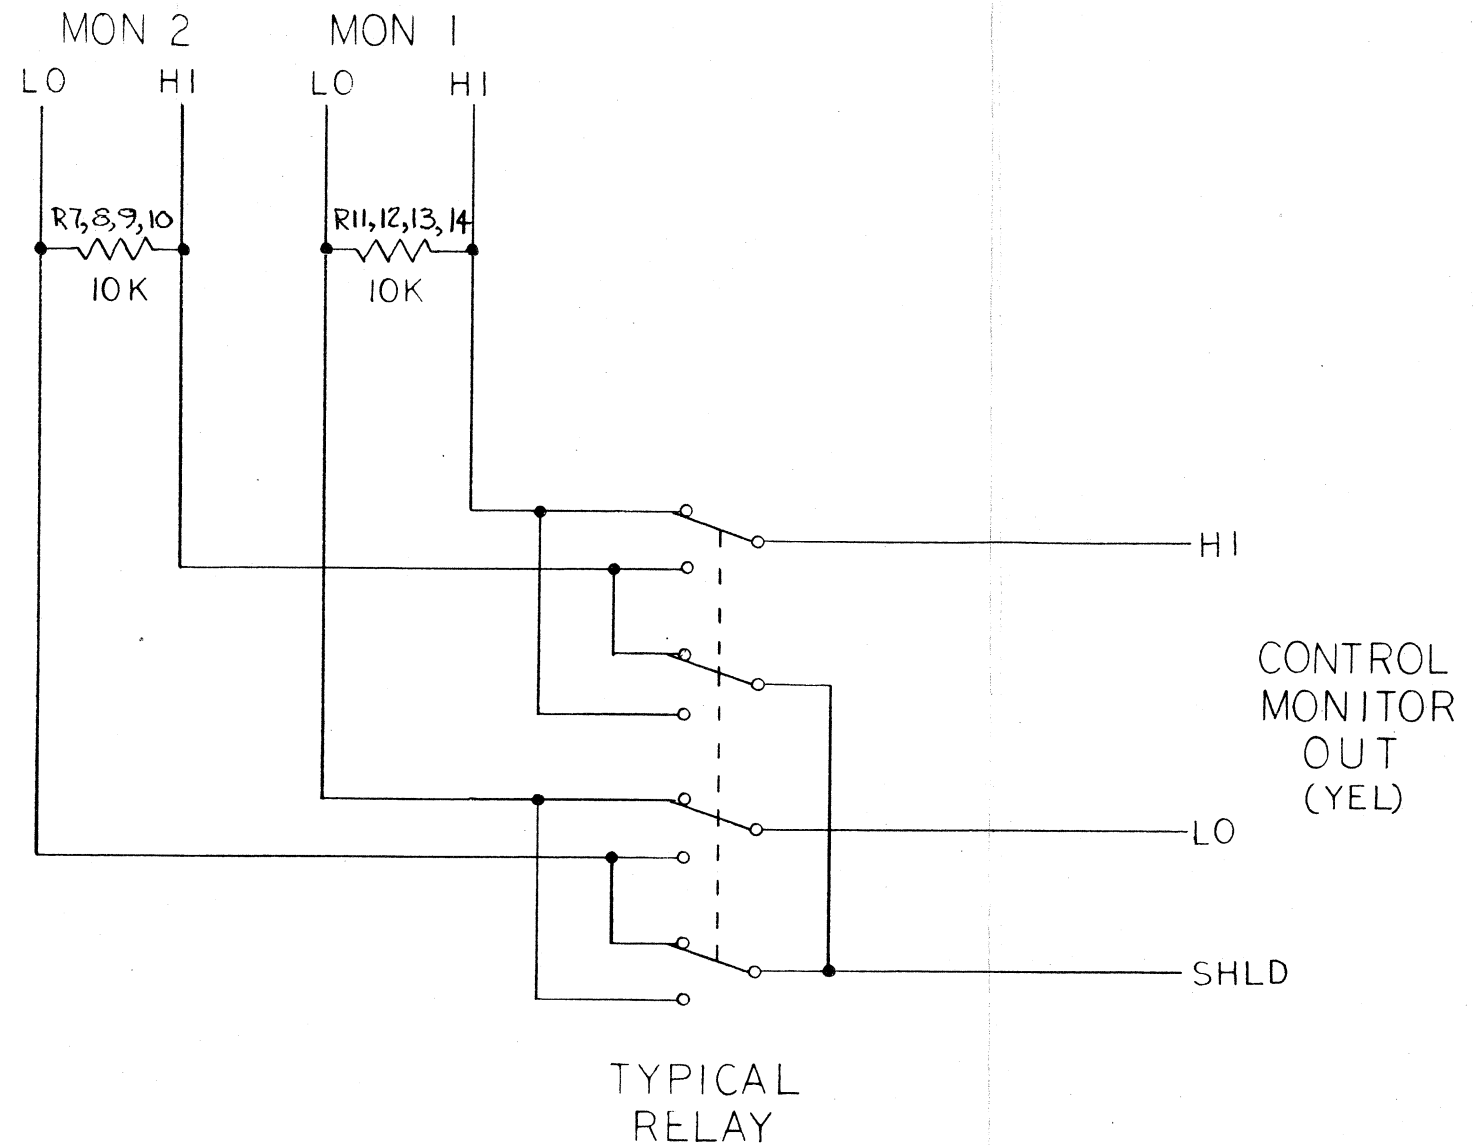 MON 2
MON 1
LO
HI
LO
HI
R7,8,9,10
R11,12,13,14
10K
10K
HI
CONTROL
MONITOR
OUT
(YEL)
LO
SHLD
TYPICAL
RELAY